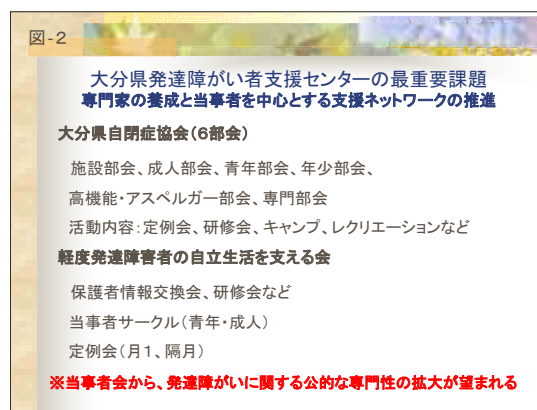 図-2
大分県発達障がい者支援センターの最重要課題
専門家の養成と当事者を中心とする支援ネットワークの推進
大分県自閉症協会(6部会)
施設部会、成人部会、青年部会、年少部会、
高機能・アスペルガー部会、専門部会
活動内容:定例会、研修会、キャンプ、レクリエーションなど
軽度発達障害者の自立生活を支える会
保護者情報交換会、研修会など
当事者サークル(青年・成人)
定例会(月1、隔月)
※当事者会から、発達障がいに関する公的な専門性の拡大が望まれる